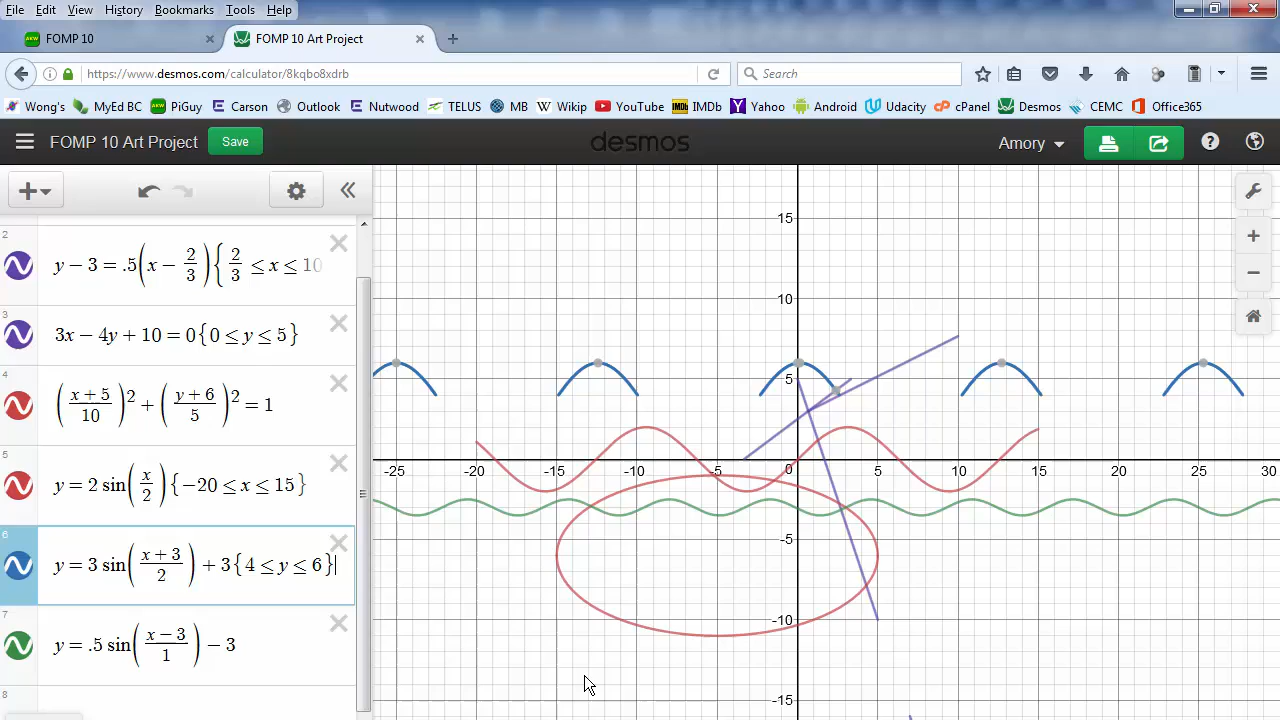 File Edit View History Bookmarks Tools Help
FOMP 10 FOMP 10 Art Project
https://www.desmos.com/calculator/8kqbo8xdrb Search
Wong's MyEd BC PiGuy Carson Outlook Nutwood TELUS MB Wikip YouTube IMDb Yahoo Android Udacity cPanel Desmos CEMC Office365
FOMP 10 Art Project Save desmos Amory
2 y − 3 = .5(x − 2/3){2/3 ≤ x ≤ 10
3 3x − 4y + 10 = 0{0 ≤ y ≤ 5}
4 ((x + 5)/10)² + ((y + 6)/5)² = 1
5 y = 2 sin(x/2){−20 ≤ x ≤ 15}
6 y = 3 sin((x + 3)/2) + 3{4 ≤ y ≤ 6}
7 y = .5 sin((x − 3)/1) − 3
8
15
10
5
-25 -20 -15 -10 -5 0 5 10 15 20 25 30
-5
-10
-15